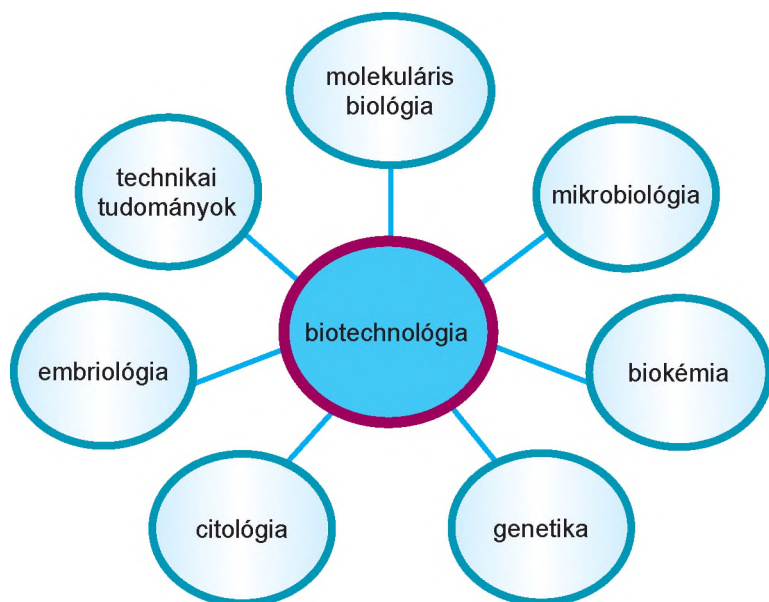 molekuláris
biológia
technikai
tudományok
mikrobiológia
biotechnológia
embriológia
biokémia
citológia
genetika